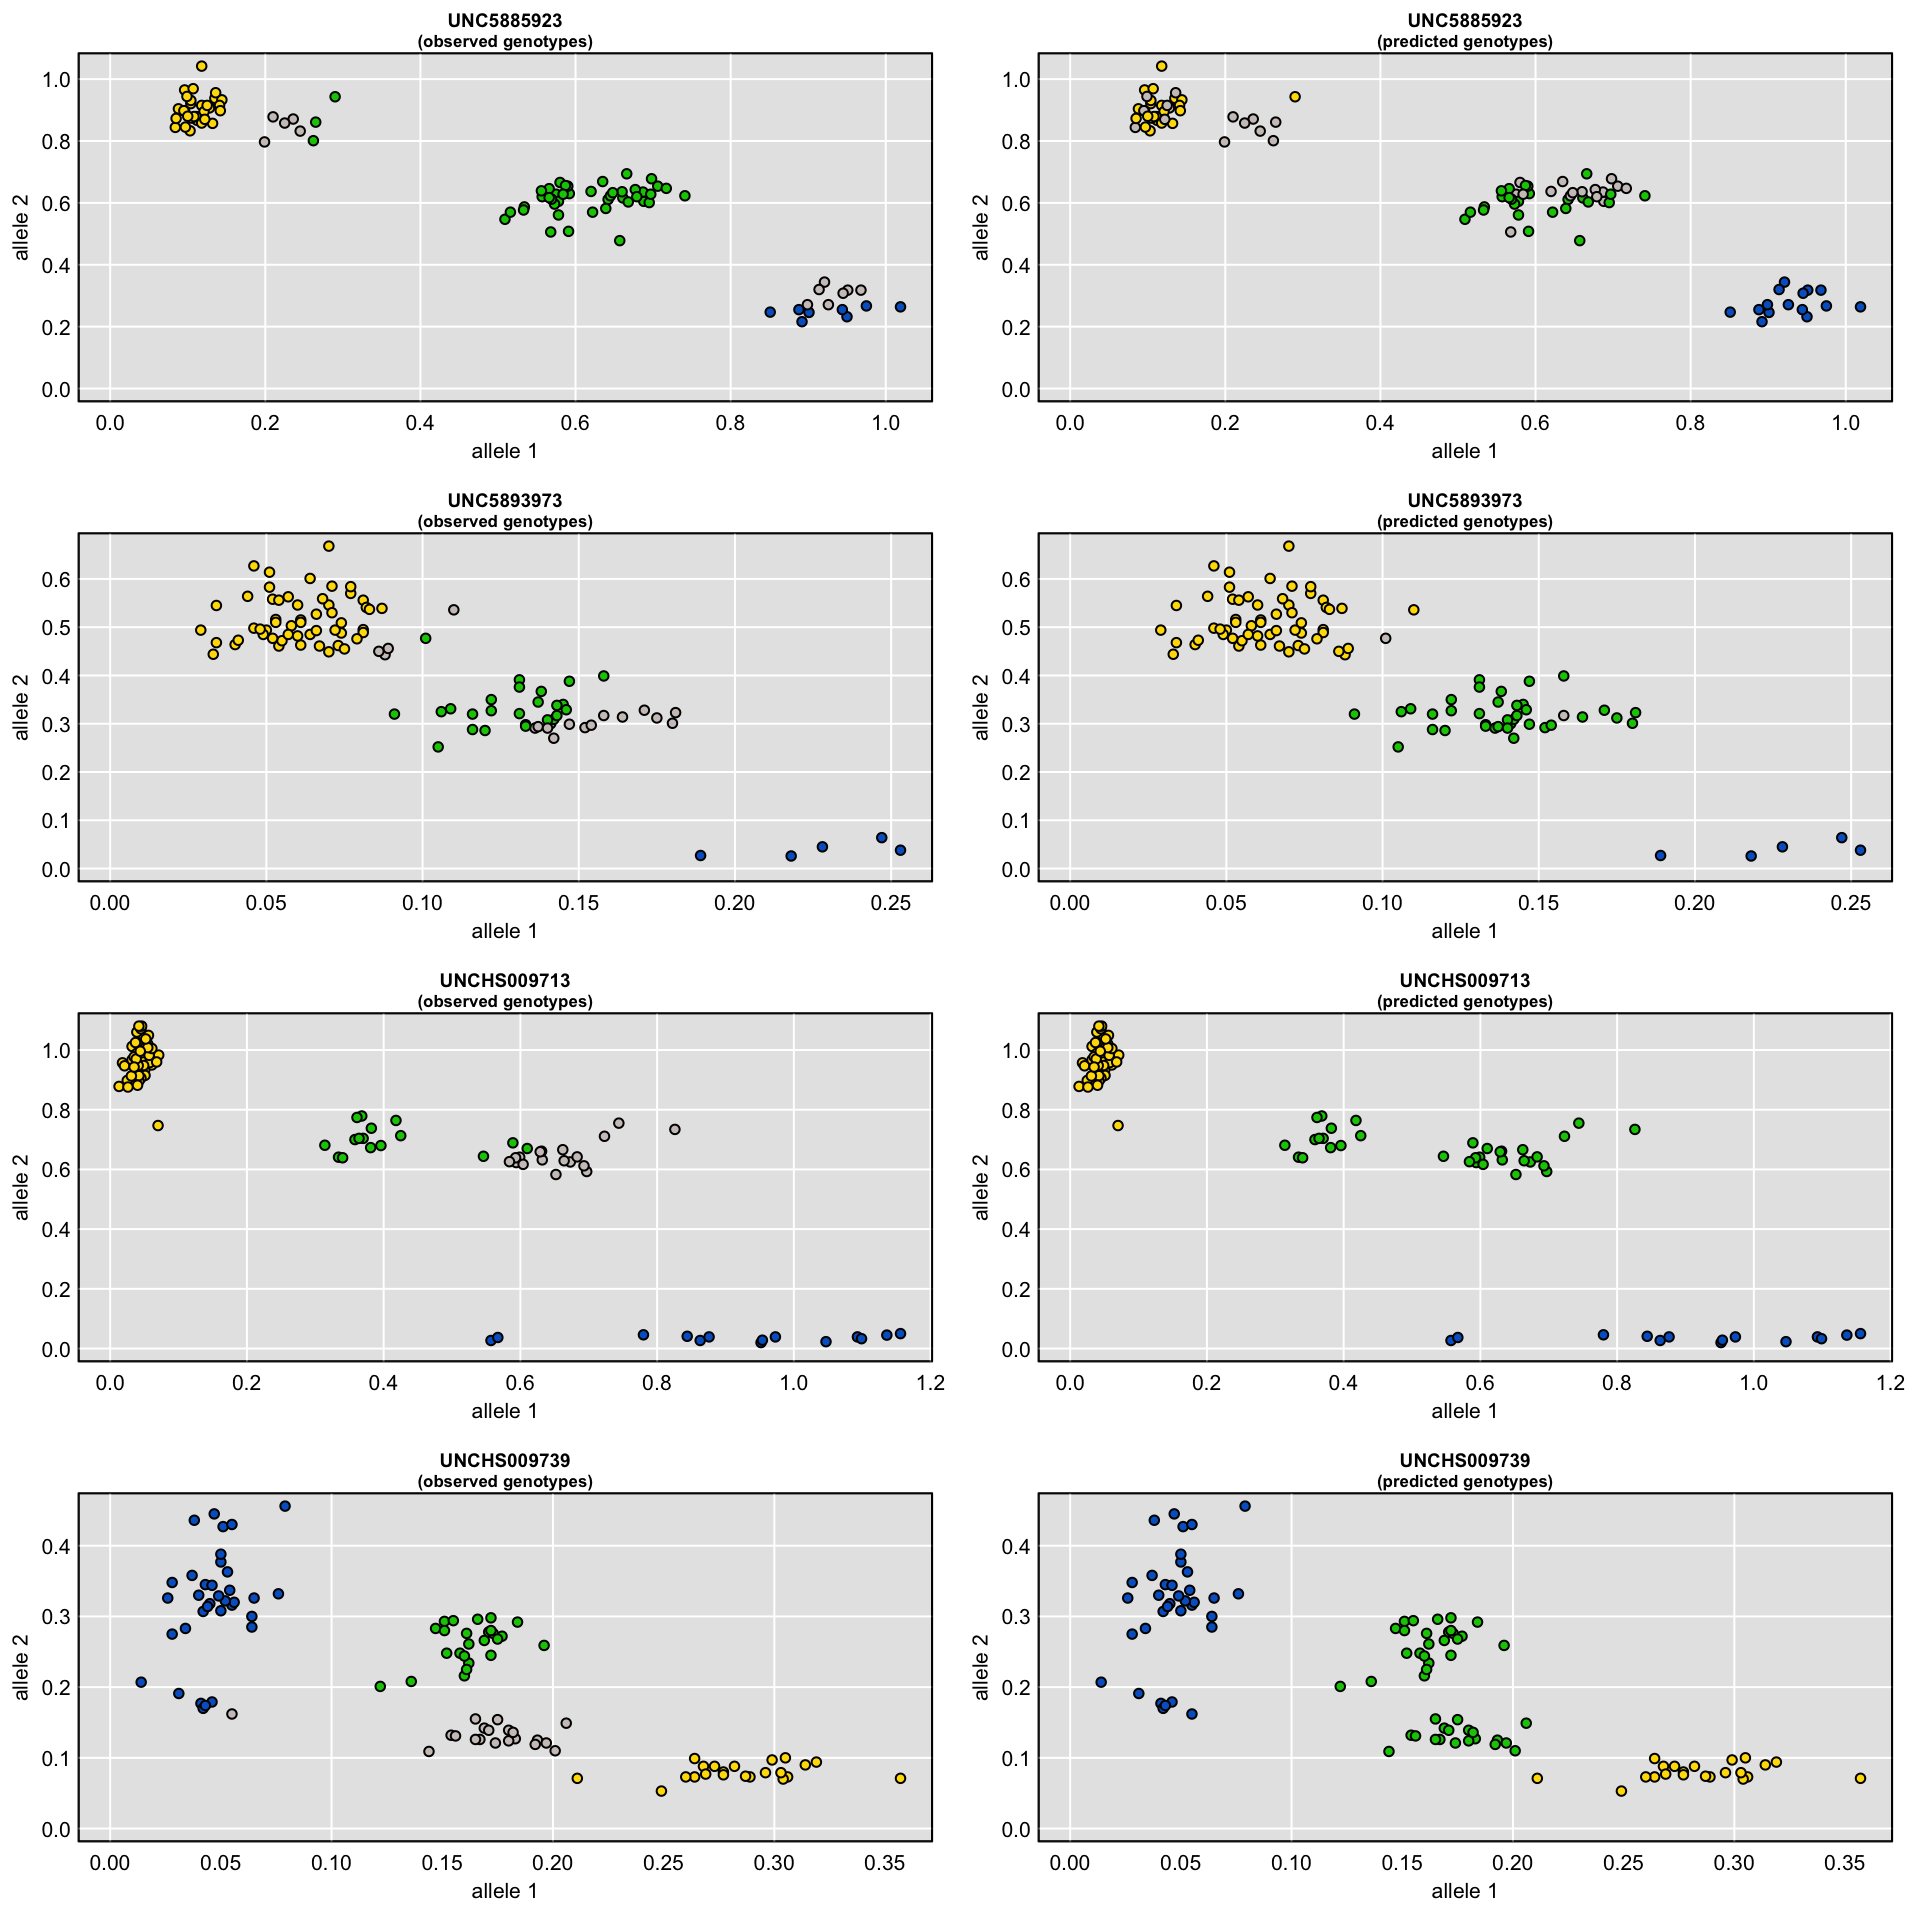 UNC5885923
(observed genotypes)
allele 2
1.0
0.8
0.6
0.4
0.2
0.0
0.0 0.2 0.4 0.6 0.8 1.0
allele 1
UNC5885923
(predicted genotypes)
allele 2
1.0
0.8
0.6
0.4
0.2
0.0
0.0 0.2 0.4 0.6 0.8 1.0
allele 1
UNC5893973
(observed genotypes)
allele 2
0.6
0.5
0.4
0.3
0.2
0.1
0.0
0.00 0.05 0.10 0.15 0.20 0.25
allele 1
UNC5893973
(predicted genotypes)
allele 2
0.6
0.5
0.4
0.3
0.2
0.1
0.0
0.00 0.05 0.10 0.15 0.20 0.25
allele 1
UNCHS009713
(observed genotypes)
allele 2
1.0
0.8
0.6
0.4
0.2
0.0
0.0 0.2 0.4 0.6 0.8 1.0 1.2
allele 1
UNCHS009713
(predicted genotypes)
allele 2
1.0
0.8
0.6
0.4
0.2
0.0
0.0 0.2 0.4 0.6 0.8 1.0 1.2
allele 1
UNCHS009739
(observed genotypes)
allele 2
0.4
0.3
0.2
0.1
0.0
0.00 0.05 0.10 0.15 0.20 0.25 0.30 0.35
allele 1
UNCHS009739
(predicted genotypes)
allele 2
0.4
0.3
0.2
0.1
0.0
0.00 0.05 0.10 0.15 0.20 0.25 0.30 0.35
allele 1